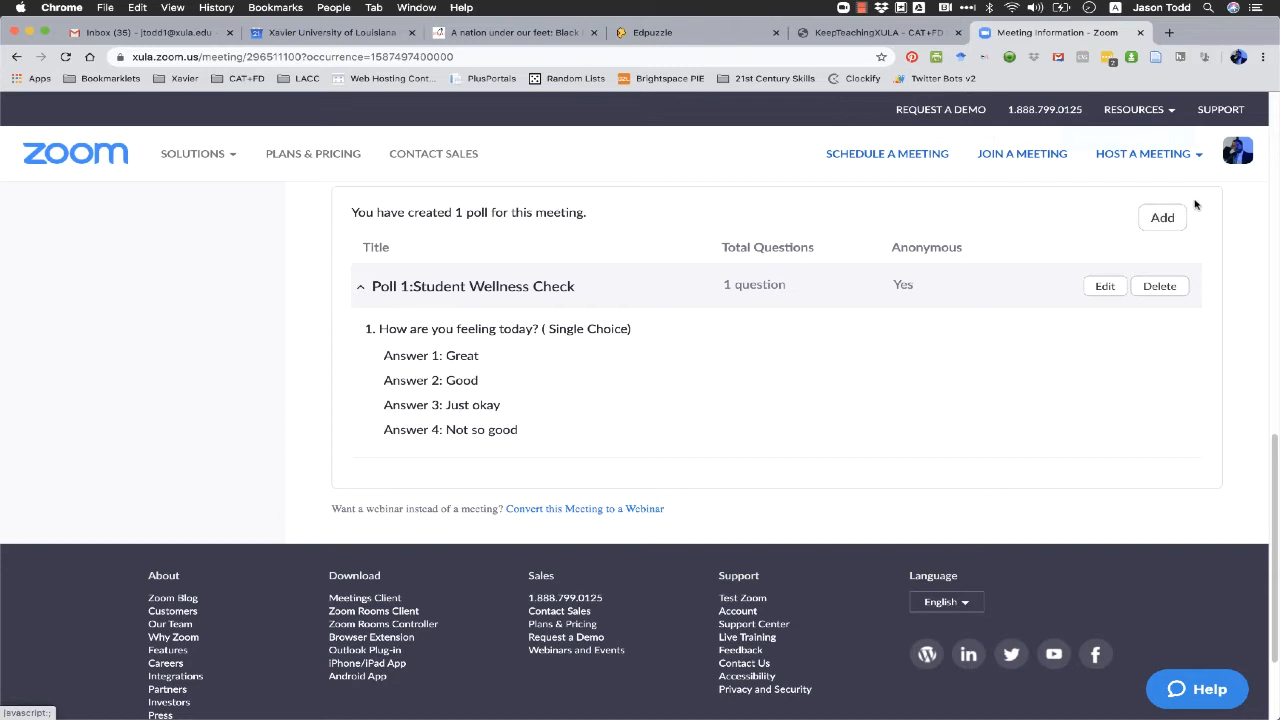 Chrome File Edit View History Bookmarks People Tab Window Help
Inbox (35) - jtodd1@xula.edu
Xavier University of Louisiana
A nation under our feet: Black
Edpuzzle
KeepTeachingXULA - CAT+FD
Meeting Information - Zoom
xula.zoom.us/meeting/296511100?occurrence=1587497400000
Apps Bookmarks Xavier CAT+FD LACC Web Hosting Cont... PlusPortals Random Lists Brightspace PIE 21st Century Skills Clockify Twitter Bots v2
REQUEST A DEMO 1.888.799.0125 RESOURCES SUPPORT
zoom SOLUTIONS PLANS & PRICING CONTACT SALES SCHEDULE A MEETING JOIN A MEETING HOST A MEETING
You have created 1 poll for this meeting.
Add
Title Total Questions Anonymous
Poll 1:Student Wellness Check 1 question Yes Edit Delete
1. How are you feeling today? ( Single Choice)
Answer 1: Great
Answer 2: Good
Answer 3: Just okay
Answer 4: Not so good
Want a webinar instead of a meeting? Convert this Meeting to a Webinar
About
Zoom Blog
Customers
Our Team
Why Zoom
Features
Careers
Integrations
Partners
Investors
Press
Download
Meetings Client
Zoom Rooms Client
Zoom Rooms Controller
Browser Extension
Outlook Plug-in
iPhone/iPad App
Android App
Sales
1.888.799.0125
Contact Sales
Plans & Pricing
Request a Demo
Webinars and Events
Support
Test Zoom
Account
Support Center
Live Training
Feedback
Contact Us
Accessibility
Privacy and Security
Language
English
Help
javascript:;